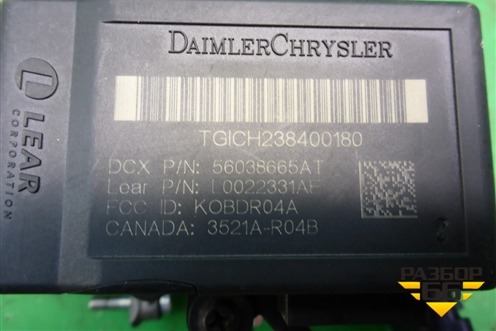 DAIMLERCHRYSLER
LEAR
CORPORATION
TGICH238400180
DCX P/N: 56038665AT
Lear P/N: L0022331AF
FCC ID: KOBDR04A
CANADA: 3521A-R04B
РАЗБОР
66